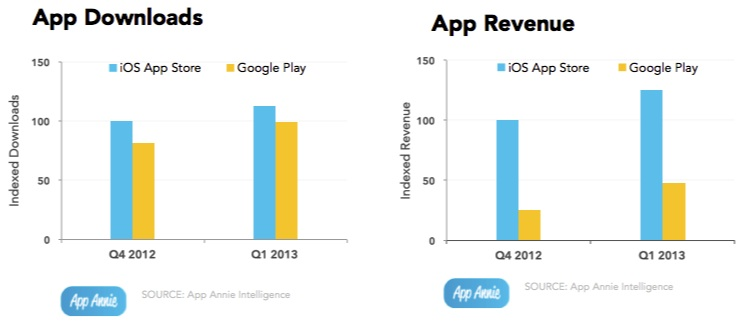 App Downloads
iOS App Store Google Play
150
100
50
0
Indexed Downloads
Q4 2012 Q1 2013
App Annie
SOURCE: App Annie Intelligence
App Revenue
iOS App Store Google Play
150
100
50
0
Indexed Revenue
Q4 2012 Q1 2013
App Annie
SOURCE: App Annie Intelligence